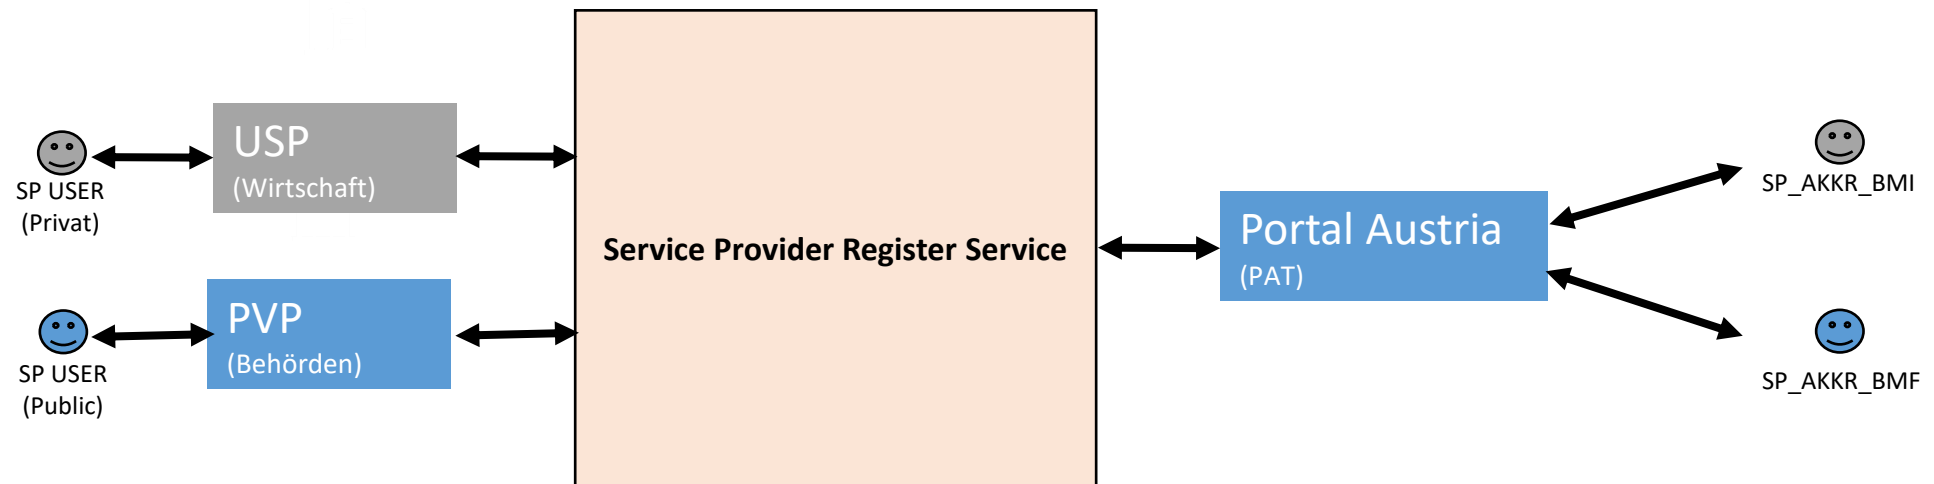 USP
(Wirtschaft)
SP USER
(Privat)
PVP
(Behörden)
SP USER
(Public)
Service Provider Register Service
Portal Austria
(PAT)
SP_AKKR_BMI
SP_AKKR_BMF